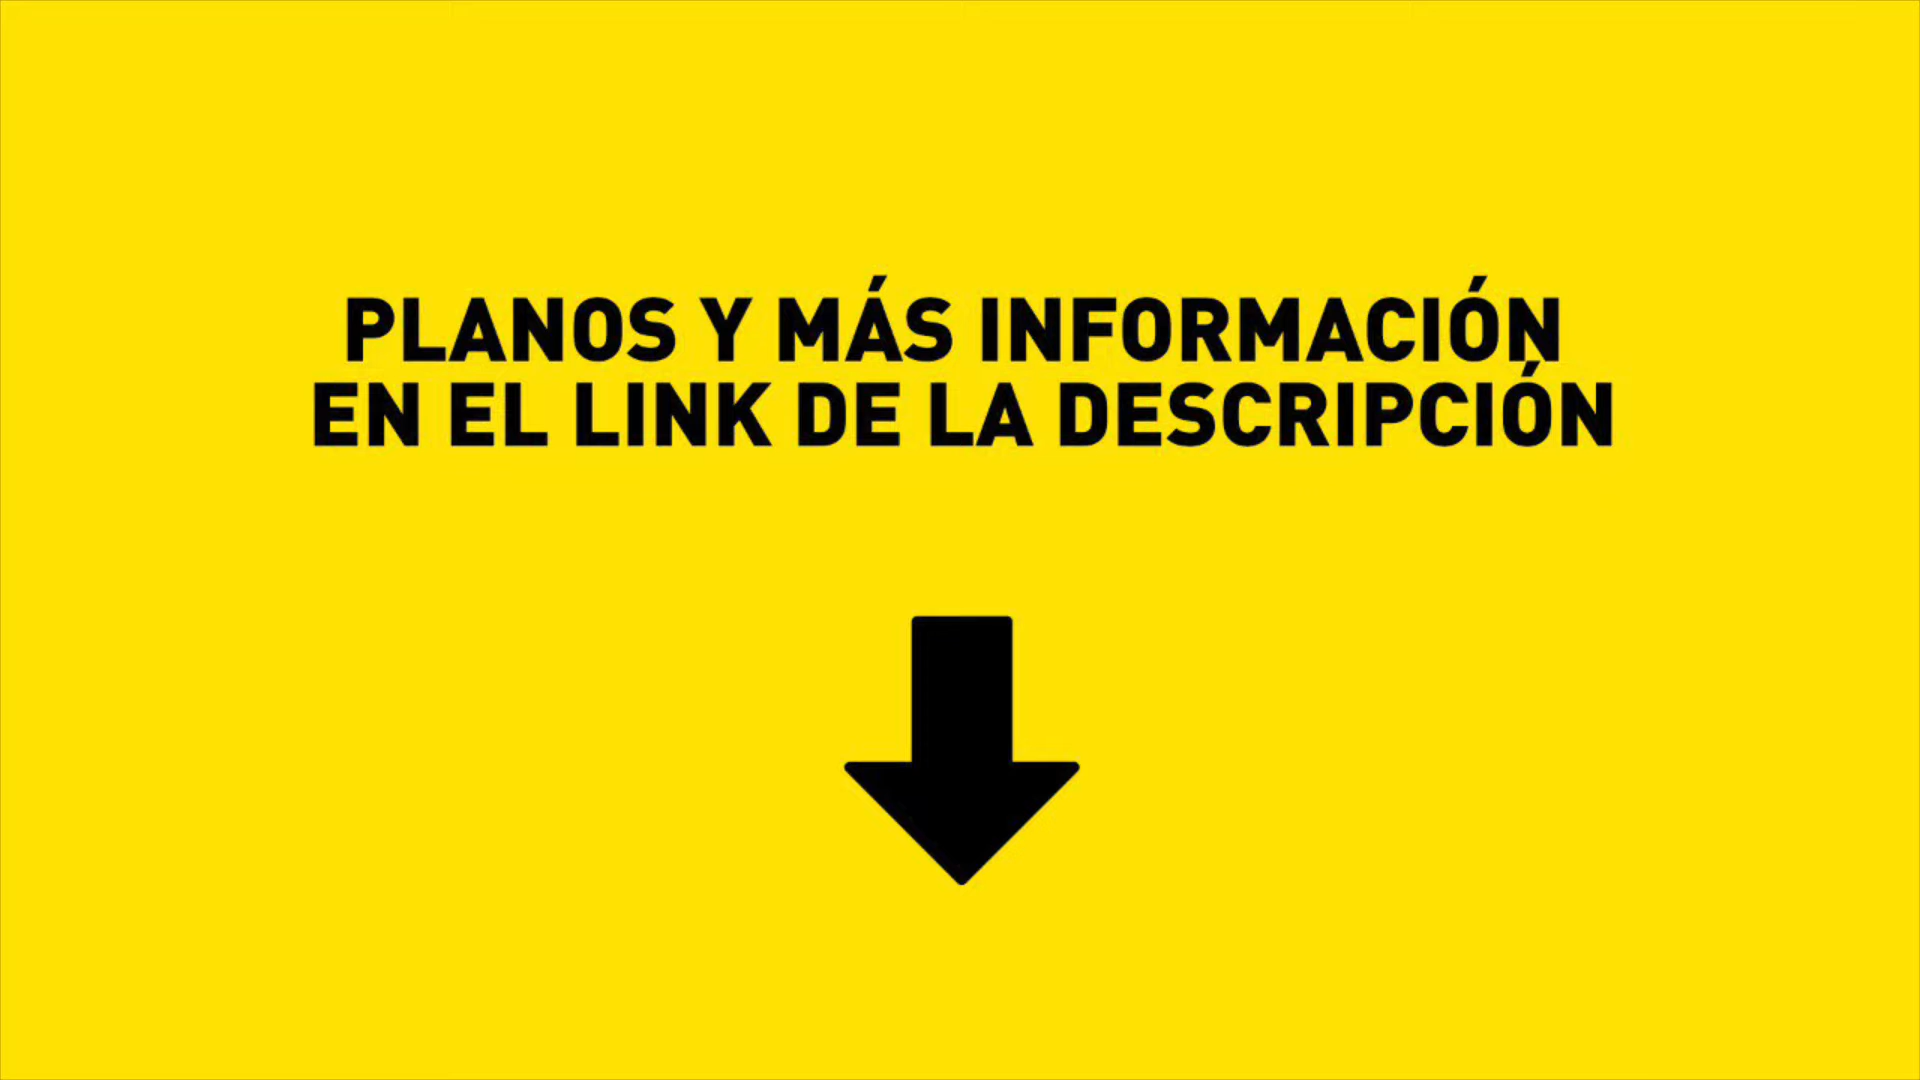 PLANOS Y MÁS INFORMACIÓN
EN EL LINK DE LA DESCRIPCIÓN